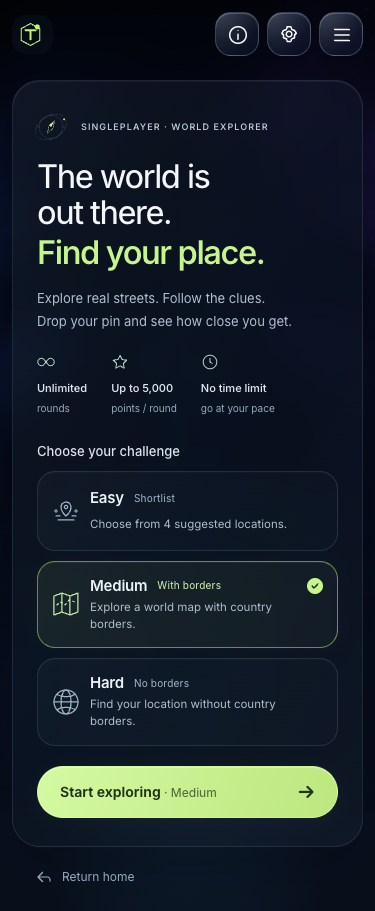 T
SINGLEPLAYER · WORLD EXPLORER
The world is
out there.
Find your place.
Explore real streets. Follow the clues.
Drop your pin and see how close you get.
Unlimited
rounds
Up to 5,000
points / round
No time limit
go at your pace
Choose your challenge
Easy Shortlist
Choose from 4 suggested locations.
Medium With borders
Explore a world map with country
borders.
Hard No borders
Find your location without country
borders.
Start exploring · Medium
Return home